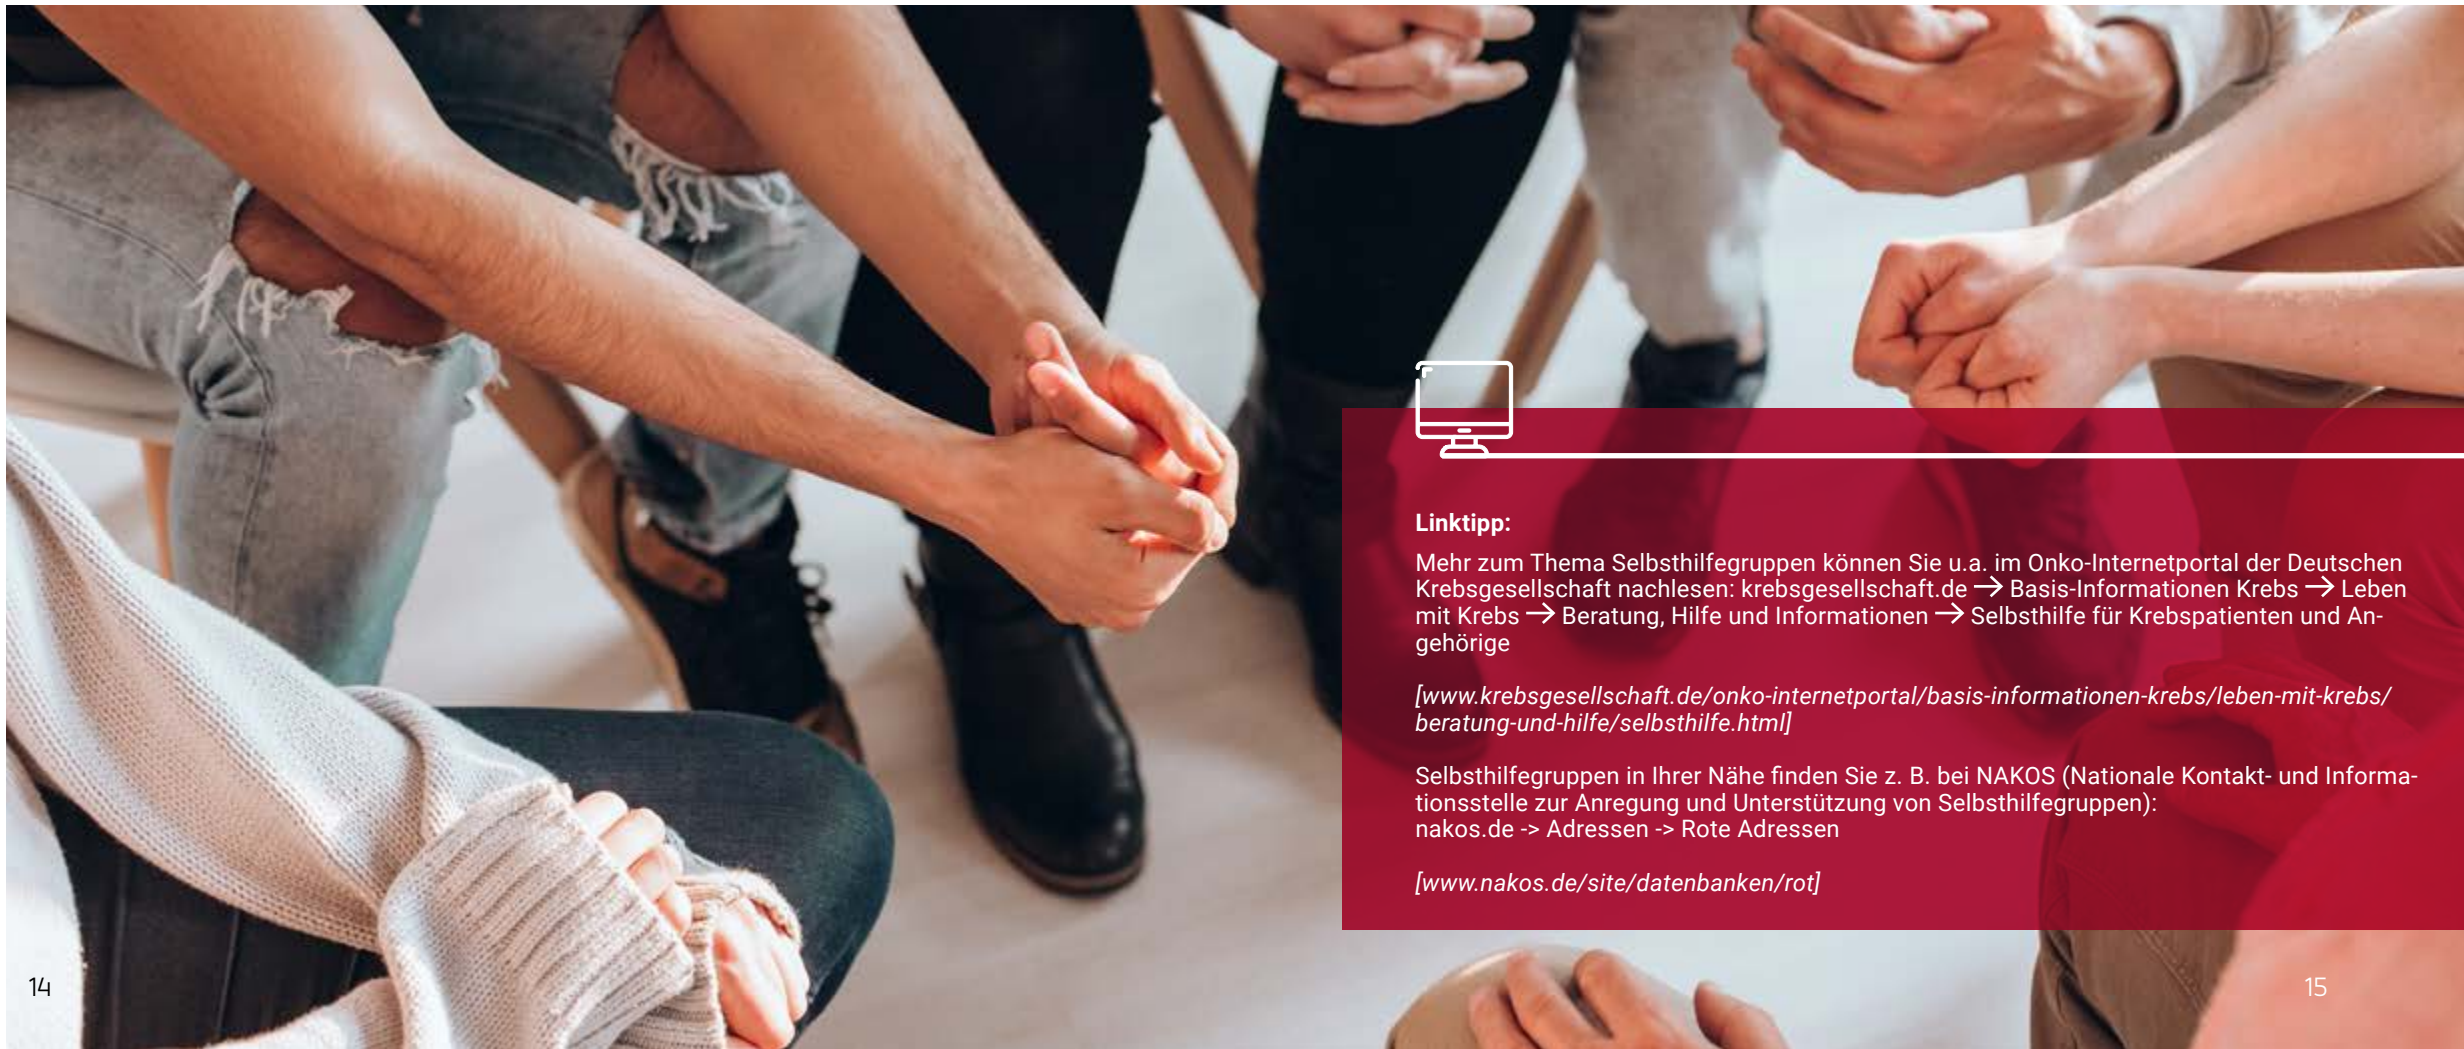 Linktipp:
Mehr zum Thema Selbsthilfegruppen können Sie u.a. im Onko-Internetportal der Deutschen
Krebsgesellschaft nachlesen: krebsgesellschaft.de → Basis-Informationen Krebs → Leben
mit Krebs → Beratung, Hilfe und Informationen → Selbsthilfe für Krebspatienten und An-
gehörige
[www.krebsgesellschaft.de/onko-internetportal/basis-informationen-krebs/leben-mit-krebs/
beratung-und-hilfe/selbsthilfe.html]
Selbsthilfegruppen in Ihrer Nähe finden Sie z. B. bei NAKOS (Nationale Kontakt- und Informa-
tionsstelle zur Anregung und Unterstützung von Selbsthilfegruppen):
nakos.de -> Adressen -> Rote Adressen
[www.nakos.de/site/datenbanken/rot]
14
15